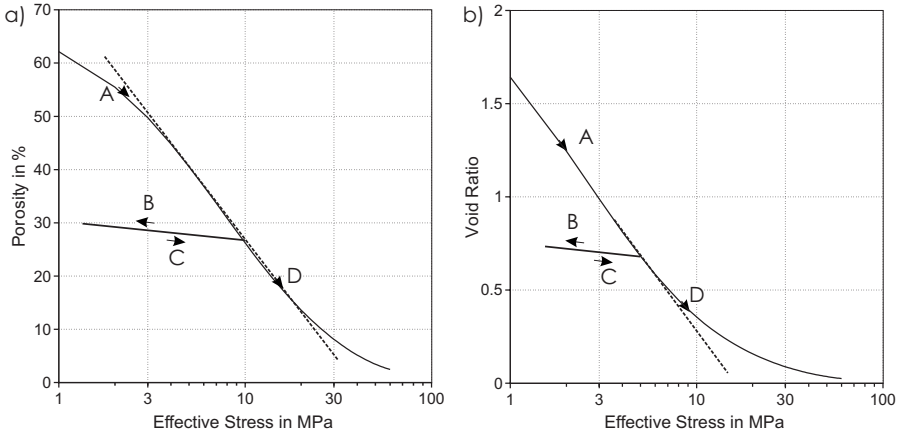 a)
70
60
50
40
30
20
10
0
Porosity in %
A
B
C
D
1
3
10
30
100
Effective Stress in MPa
b)
2
1.5
1
0.5
0
Void Ratio
A
B
C
D
1
3
10
30
100
Effective Stress in MPa